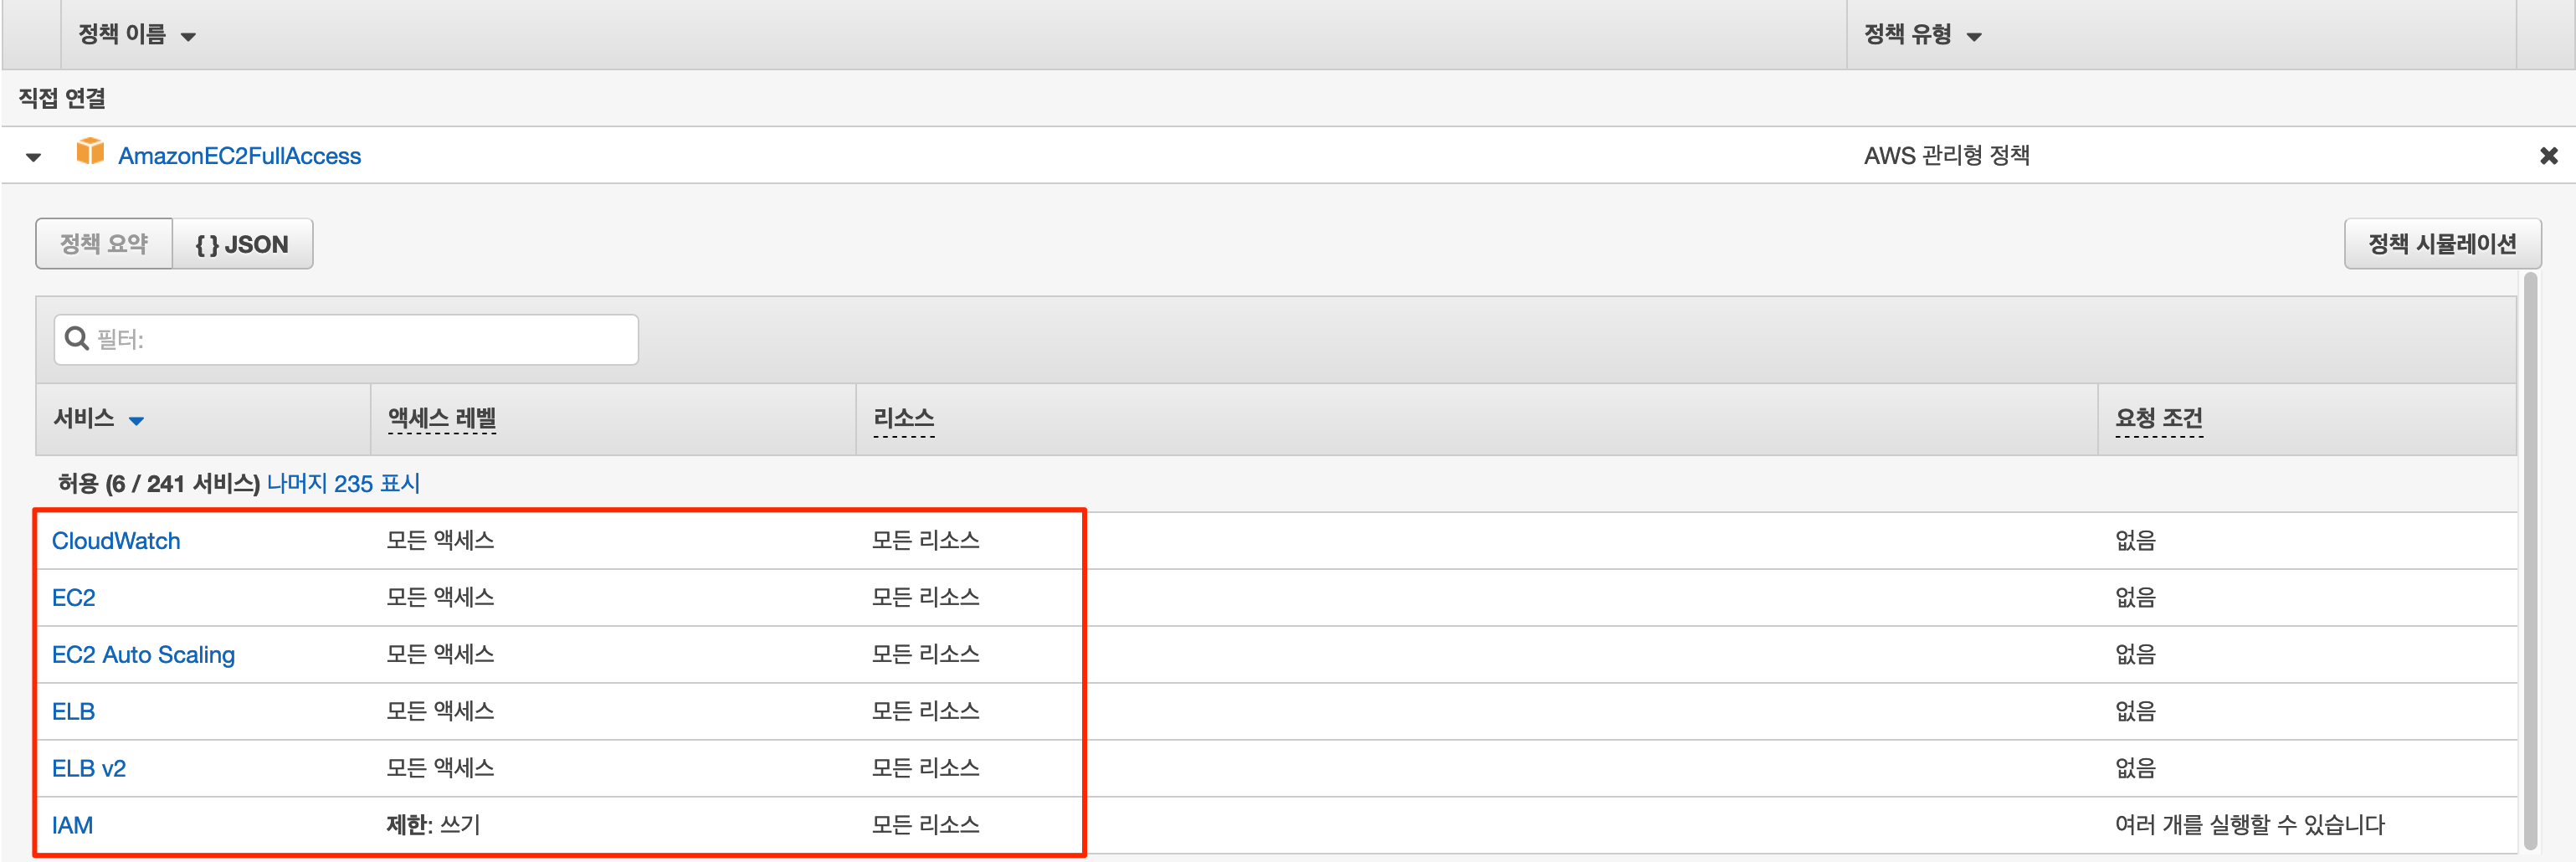 정책 이름 정책 유형
직접 연결
AmazonEC2FullAccess AWS 관리형 정책
정책 요약 { } JSON 정책 시뮬레이션
필터:
서비스 액세스 레벨 리소스 요청 조건
허용 (6 / 241 서비스) 나머지 235 표시
CloudWatch 모든 액세스 모든 리소스 없음
EC2 모든 액세스 모든 리소스 없음
EC2 Auto Scaling 모든 액세스 모든 리소스 없음
ELB 모든 액세스 모든 리소스 없음
ELB v2 모든 액세스 모든 리소스 없음
IAM 제한: 쓰기 모든 리소스 여러 개를 실행할 수 있습니다